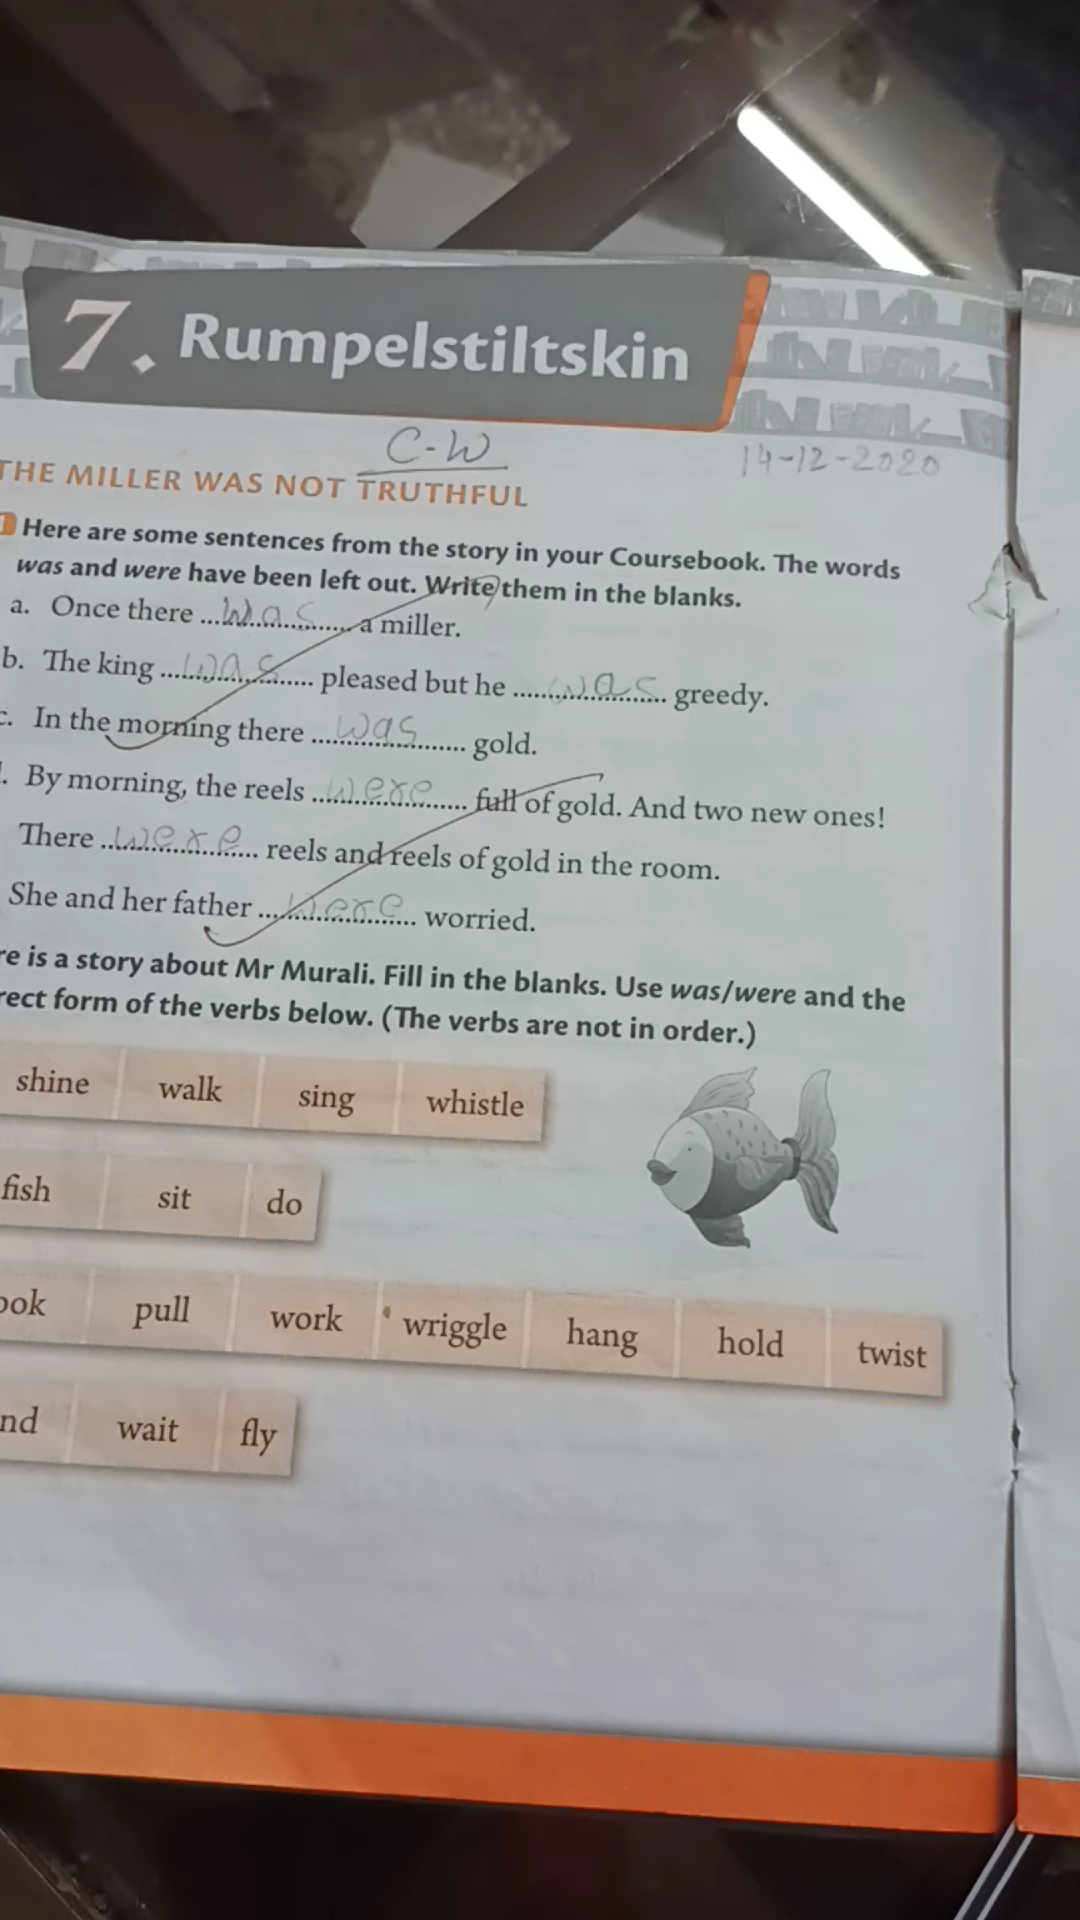 7. Rumpelstiltskin
C-W
14-12-2020
THE MILLER WAS NOT TRUTHFUL
Here are some sentences from the story in your Coursebook. The words
was and were have been left out. Write them in the blanks.
a. Once there ...was... a miller.
b. The king ...was... pleased but he ...was... greedy.
c. In the morning there ...was... gold.
. By morning, the reels ...were... full of gold. And two new ones!
There ...were... reels and reels of gold in the room.
She and her father ...were... worried.
re is a story about Mr Murali. Fill in the blanks. Use was/were and the
rect form of the verbs below. (The verbs are not in order.)
shine walk sing whistle
fish sit do
ook pull work wriggle hang hold twist
nd wait fly